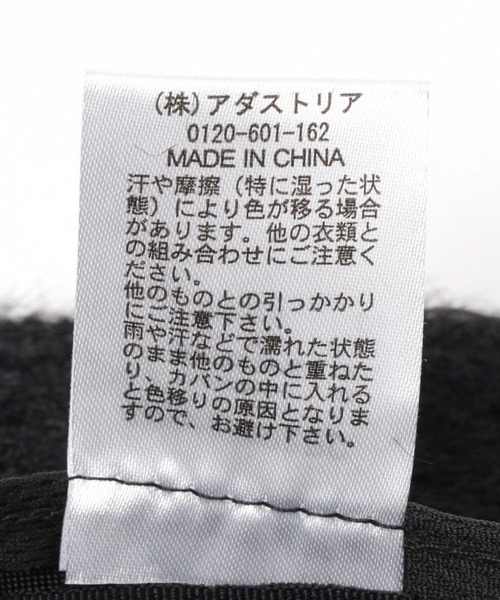 (株)アダストリア
0120-601-162
MADE IN CHINA
汗や摩擦（特に湿った状
態）により色が移る場合
があります。他の衣類と
の組み合わせにご注意く
ださい。
他のものとの引っかかり
にご注意下さい。
雨や汗などで濡れた状態
のまま他のものと重ねた
り、カバンの中に入れる
と色移りの原因となりま
すので、お避け下さい。